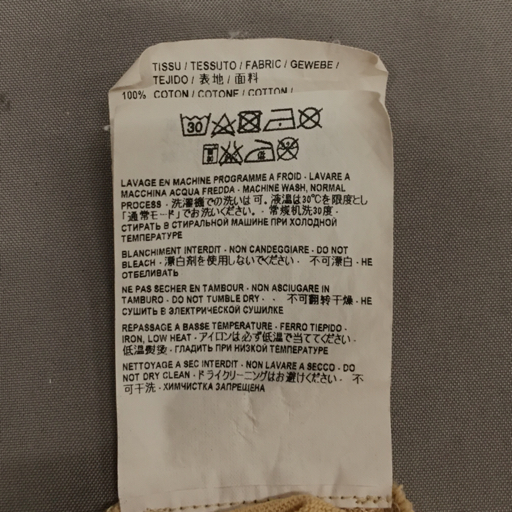 TISSU / TESSUTO / FABRIC / GEWEBE /
TEJIDO / 表地 / 面料
100% COTON / COTONE / COTTON /
30
LAVAGE EN MACHINE PROGRAMME A FROID - LAVARE A
MACCHINA ACQUA FREDDA - MACHINE WASH, NORMAL
PROCESS - 洗濯機での洗いは可。液温は30℃を限度とし
「通常モード」でお洗いください。 - 常规机洗30度 -
СТИРАТЬ В СТИРАЛЬНОЙ МАШИНЕ ПРИ ХОЛОДНОЙ
ТЕМПЕРАТУРЕ
BLANCHIMENT INTERDIT - NON CANDEGGIARE - DO NOT
BLEACH - 漂白剤を使用しないでください - 不可漂白 - НЕ
ОТБЕЛИВАТЬ
NE PAS SECHER EN TAMBOUR - NON ASCIUGARE IN
TAMBURO - DO NOT TUMBLE DRY - - 不可翻转干燥 - НЕ
СУШИТЬ В ЭЛЕКТРИЧЕСКОЙ СУШИЛКЕ
REPASSAGE A BASSE TEMPERATURE - FERRO TIEPIDO -
IRON, LOW HEAT - アイロンは必ず低温で当ててください -
低温熨烫 - ГЛАДИТЬ ПРИ НИЗКОЙ ТЕМПЕРАТУРЕ
NETTOYAGE A SEC INTERDIT - NON LAVARE A SECCO - DO
NOT DRY CLEAN - ドライクリーニングはお避けください - 不
可干洗 - ХИМЧИСТКА ЗАПРЕЩЕНА